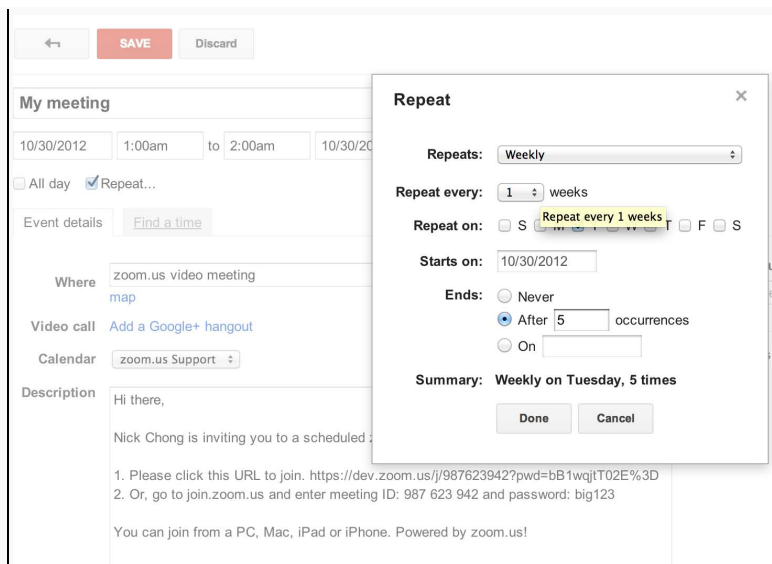 SAVE Discard
My meeting
10/30/2012 1:00am to 2:00am 10/30/20
All day Repeat...
Event details Find a time
Where zoom.us video meeting
map
Video call Add a Google+ hangout
Calendar zoom.us Support
Description Hi there,
Nick Chong is inviting you to a scheduled
1. Please click this URL to join. https://dev.zoom.us/j/987623942?pwd=bB1wqjtT02E%3D
2. Or, go to join.zoom.us and enter meeting ID: 987 623 942 and password: big123
You can join from a PC, Mac, iPad or iPhone. Powered by zoom.us!
Repeat ×
Repeats: Weekly
Repeat every: 1 weeks
Repeat every 1 weeks
Repeat on: S M T W T F S
Starts on: 10/30/2012
Ends: Never
After 5 occurrences
On
Summary: Weekly on Tuesday, 5 times
Done Cancel